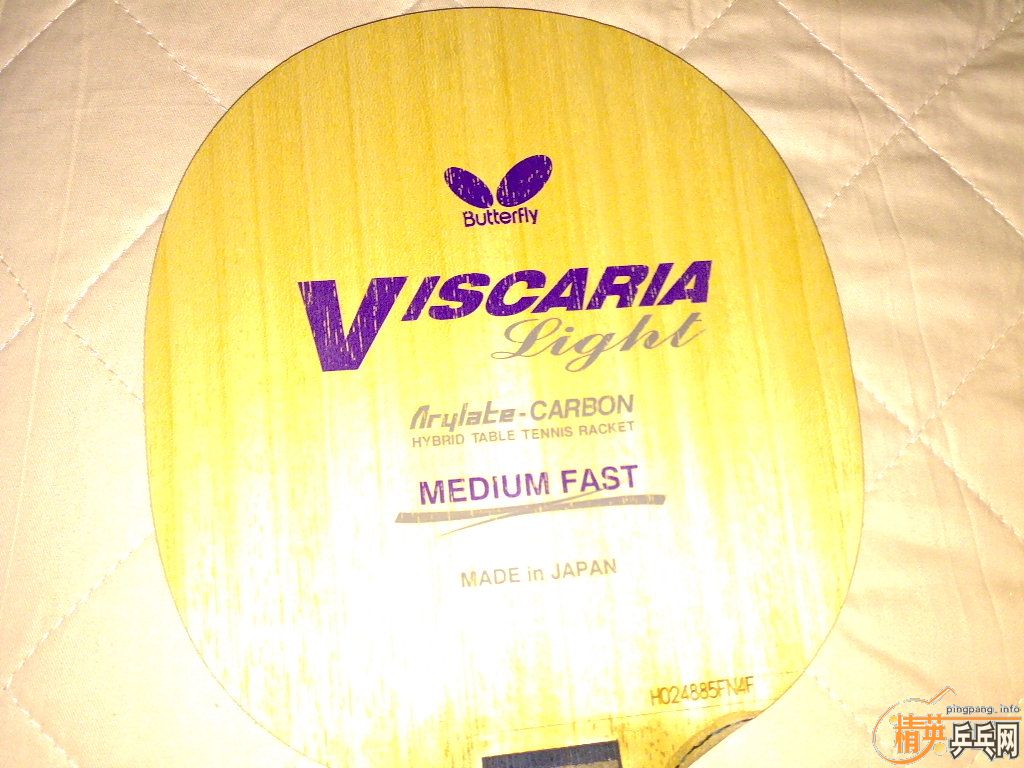 Butterfly
VISCARIA
Light
Arylate-CARBON
HYBRID TABLE TENNIS RACKET
MEDIUM FAST
MADE in JAPAN
H024885FN4F
pingpang.info
精英乒乓网